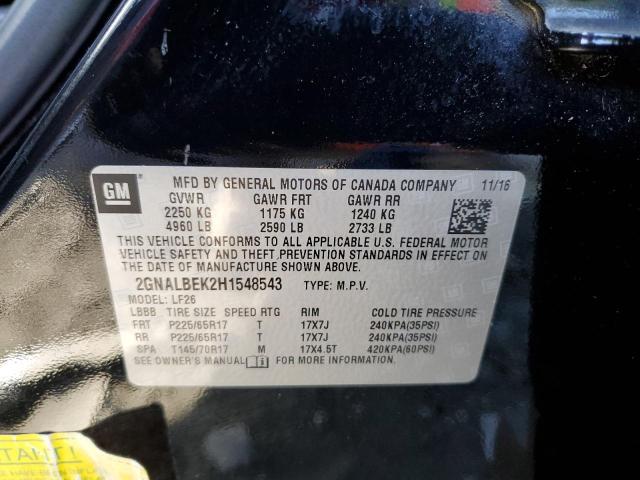 GM MFD BY GENERAL MOTORS OF CANADA COMPANY 11/16
GVWR GAWR FRT GAWR RR
2250 KG 1175 KG 1240 KG
4960 LB 2590 LB 2733 LB
THIS VEHICLE CONFORMS TO ALL APPLICABLE U.S. FEDERAL MOTOR
VEHICLE SAFETY AND THEFT PREVENTION STANDARDS IN EFFECT ON
THE DATE OF MANUFACTURE SHOWN ABOVE.
2GNALBEK2H1548543 TYPE: M.P.V.
MODEL: LF26
LBBB TIRE SIZE SPEED RTG RIM COLD TIRE PRESSURE
FRT P225/65R17 T 17X7J 240KPA(35PSI)
RR P225/65R17 T 17X7J 240KPA(35PSI)
SPA T145/70R17 M 17X4.5T 420KPA(60PSI)
SEE OWNER'S MANUAL FOR MORE INFORMATION.